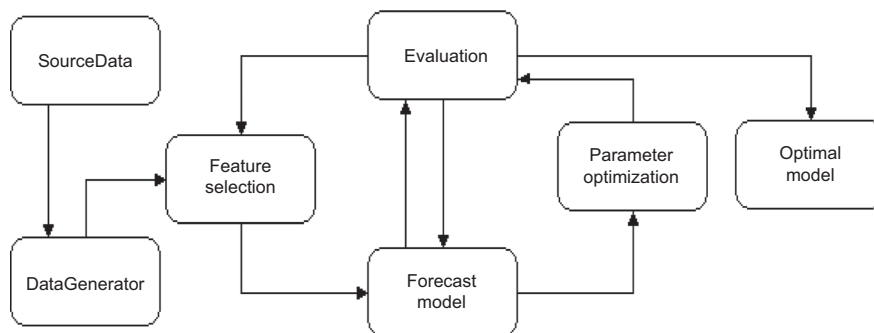 SourceData
Evaluation
Feature
selection
Parameter
optimization
Optimal
model
DataGenerator
Forecast
model